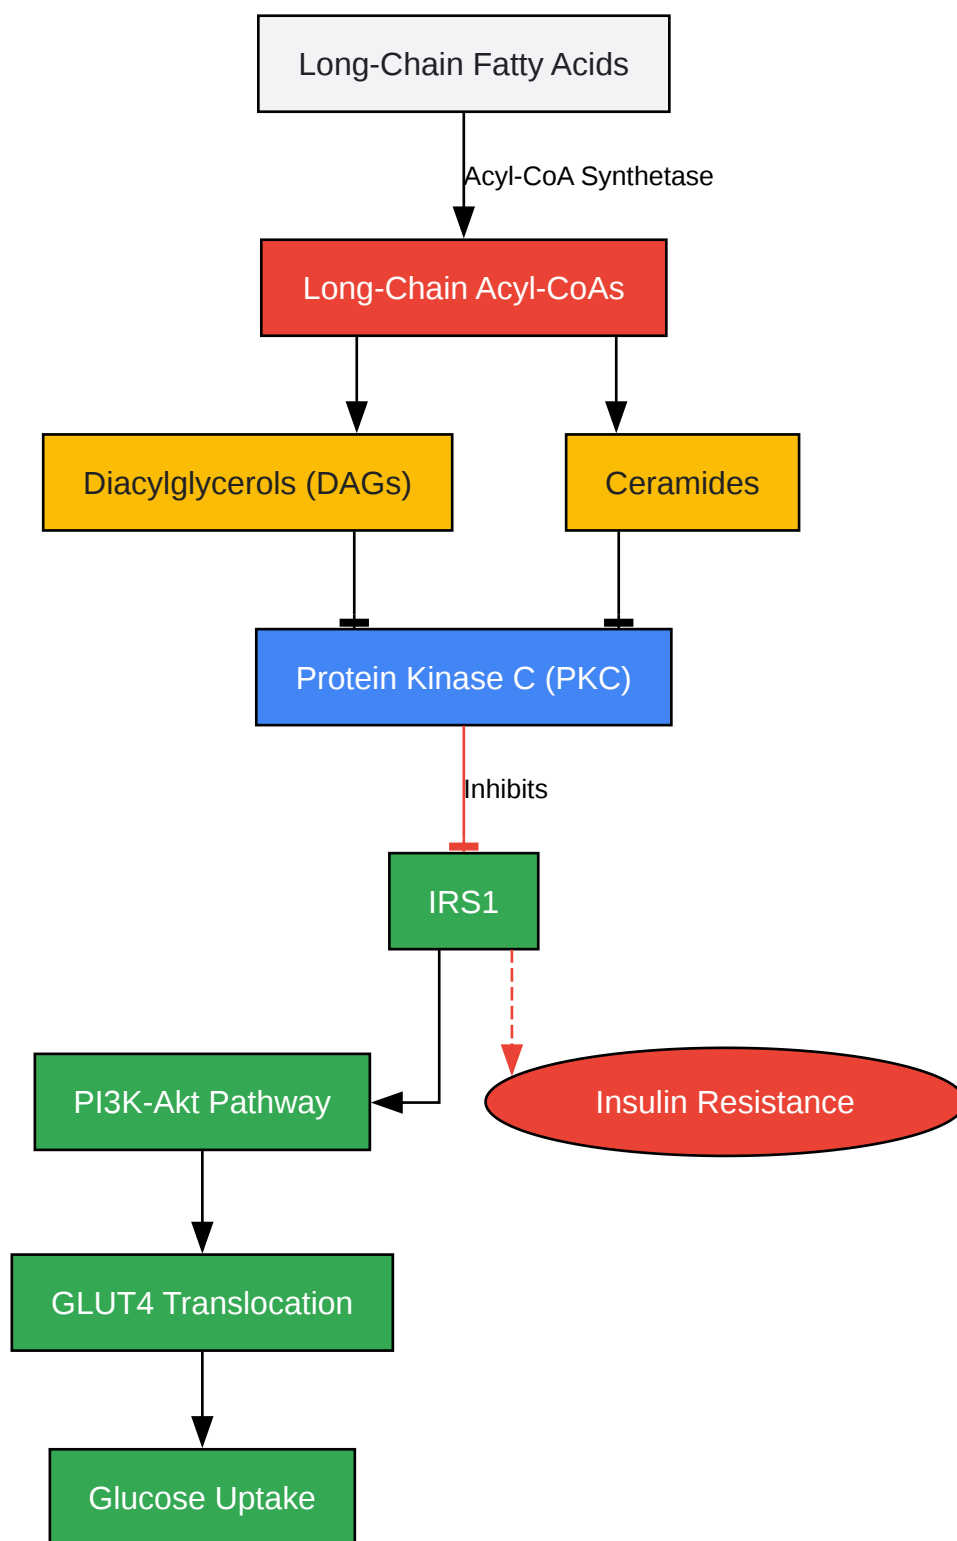 Long-Chain Fatty Acids
Acyl-CoA Synthetase
Long-Chain Acyl-CoAs
Diacylglycerols (DAGs)
Ceramides
Protein Kinase C (PKC)
Inhibits
IRS1
PI3K-Akt Pathway
Insulin Resistance
GLUT4 Translocation
Glucose Uptake